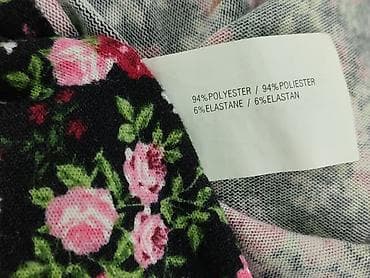 94%POLYESTER / 94%POLIESTER
6%ELASTANE / 6%ELASTAN